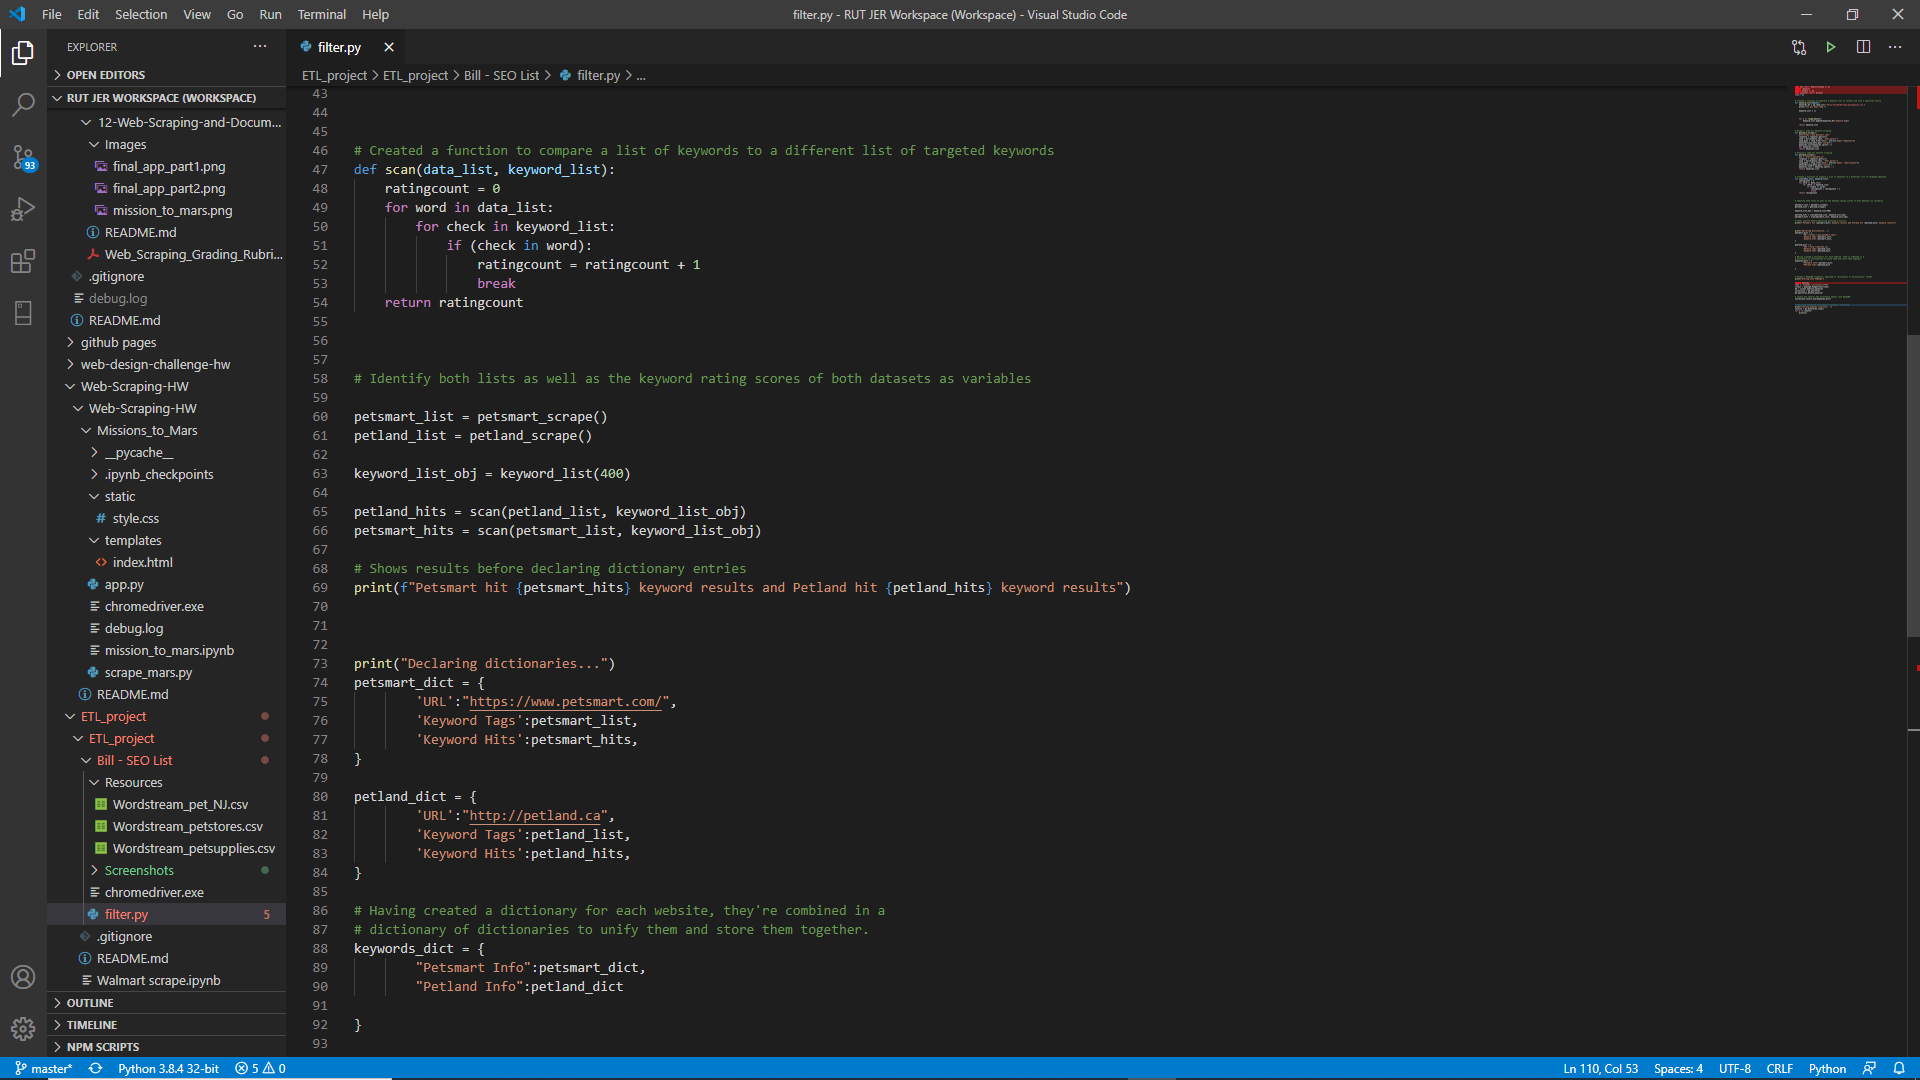 File Edit Selection View Go Run Terminal Help
filter.py - RUT JER Workspace (Workspace) - Visual Studio Code
EXPLORER
OPEN EDITORS
RUT JER WORKSPACE (WORKSPACE)
12-Web-Scraping-and-Docum...
Images
final_app_part1.png
final_app_part2.png
mission_to_mars.png
README.md
Web_Scraping_Grading_Rubri...
.gitignore
debug.log
README.md
github pages
web-design-challenge-hw
Web-Scraping-HW
Web-Scraping-HW
Missions_to_Mars
__pycache__
.ipynb_checkpoints
static
style.css
templates
index.html
app.py
chromedriver.exe
debug.log
mission_to_mars.ipynb
scrape_mars.py
README.md
ETL_project
ETL_project
Bill - SEO List
Resources
Wordstream_pet_NJ.csv
Wordstream_petstores.csv
Wordstream_petsupplies.csv
Screenshots
chromedriver.exe
filter.py 5
.gitignore
README.md
Walmart scrape.ipynb
OUTLINE
TIMELINE
NPM SCRIPTS
93
filter.py
ETL_project > ETL_project > Bill - SEO List > filter.py > ...
43
44
45
46 # Created a function to compare a list of keywords to a different list of targeted keywords
47 def scan(data_list, keyword_list):
48 ratingcount = 0
49 for word in data_list:
50 for check in keyword_list:
51 if (check in word):
52 ratingcount = ratingcount + 1
53 break
54 return ratingcount
55
56
57
58 # Identify both lists as well as the keyword rating scores of both datasets as variables
59
60 petsmart_list = petsmart_scrape()
61 petland_list = petland_scrape()
62
63 keyword_list_obj = keyword_list(400)
64
65 petland_hits = scan(petland_list, keyword_list_obj)
66 petsmart_hits = scan(petsmart_list, keyword_list_obj)
67
68 # Shows results before declaring dictionary entries
69 print(f"Petsmart hit {petsmart_hits} keyword results and Petland hit {petland_hits} keyword results")
70
71
72
73 print("Declaring dictionaries...")
74 petsmart_dict = {
75 'URL':"https://www.petsmart.com/",
76 'Keyword Tags':petsmart_list,
77 'Keyword Hits':petsmart_hits,
78 }
79
80 petland_dict = {
81 'URL':"http://petland.ca",
82 'Keyword Tags':petland_list,
83 'Keyword Hits':petland_hits,
84 }
85
86 # Having created a dictionary for each website, they're combined in a
87 # dictionary of dictionaries to unify them and store them together.
88 keywords_dict = {
89 "Petsmart Info":petsmart_dict,
90 "Petland Info":petland_dict
91
92 }
93
master* Python 3.8.4 32-bit 5 0
Ln 110, Col 53 Spaces: 4 UTF-8 CRLF Python